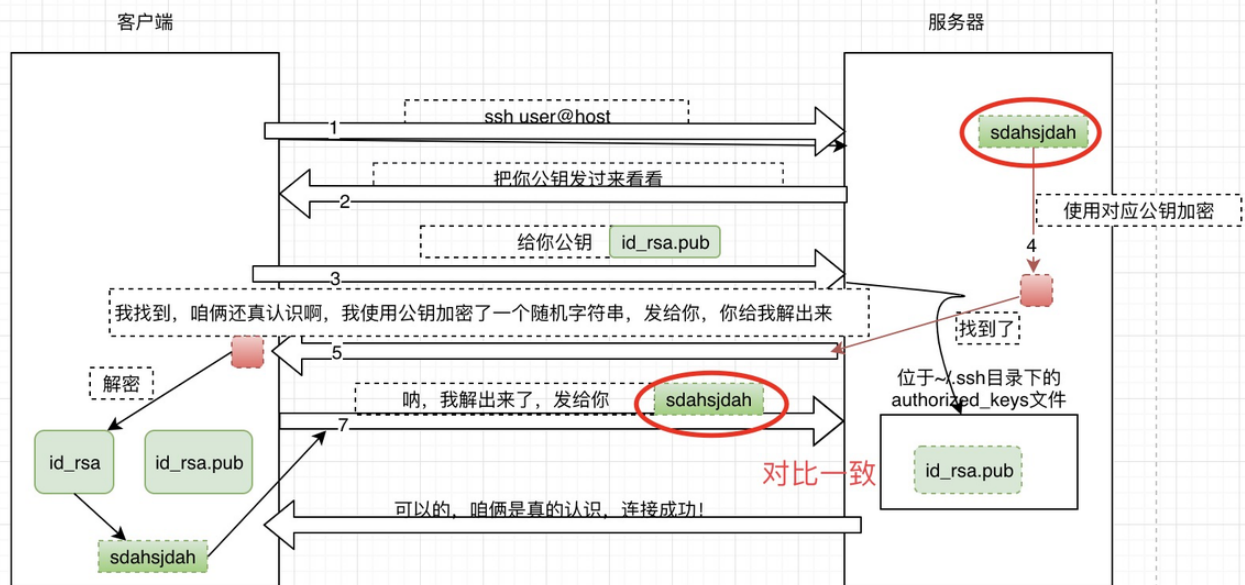 客户端
服务器
ssh user@host
1
sdahsjdah
把你公钥发过来看看
2
使用对应公钥加密
给你公钥
id_rsa.pub
4
3
我找到，咱俩还真认识啊，我使用公钥加密了一个随机字符串，发给你，你给我解出来
找到了
5
解密
位于~/.ssh目录下的
authorized_keys文件
呐，我解出来了，发给你
sdahsjdah
7
id_rsa
id_rsa.pub
对比一致
id_rsa.pub
可以的，咱俩是真的认识，连接成功！
sdahsjdah